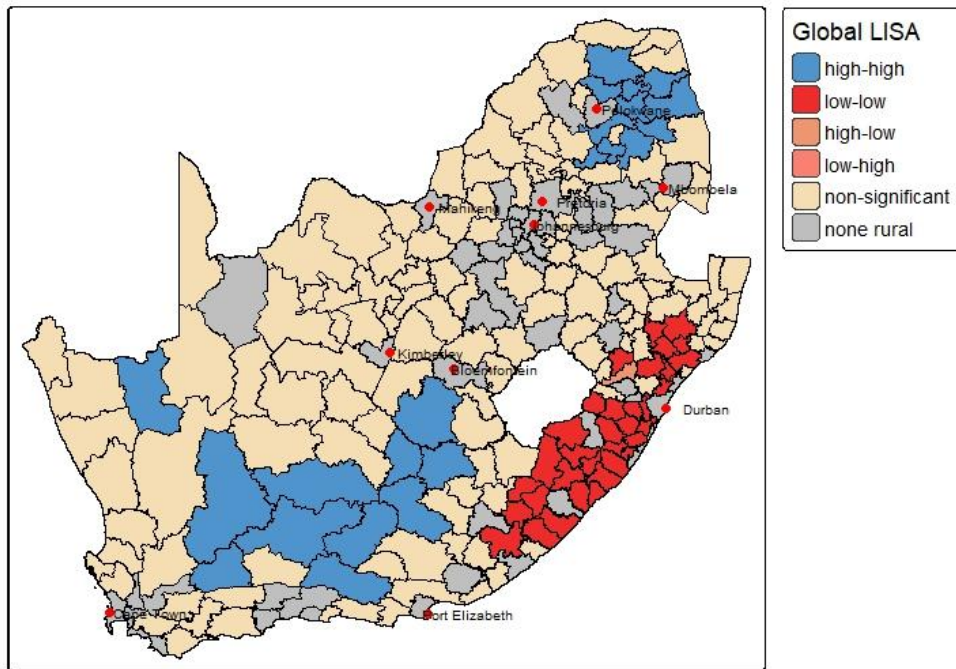 Global LISA
high-high
low-low
high-low
low-high
non-significant
none rural
Polokwane
Mbombela
Pretoria
Mahikeng
Johannesburg
Kimberley
Bloemfontein
Durban
Cape Town
Port Elizabeth